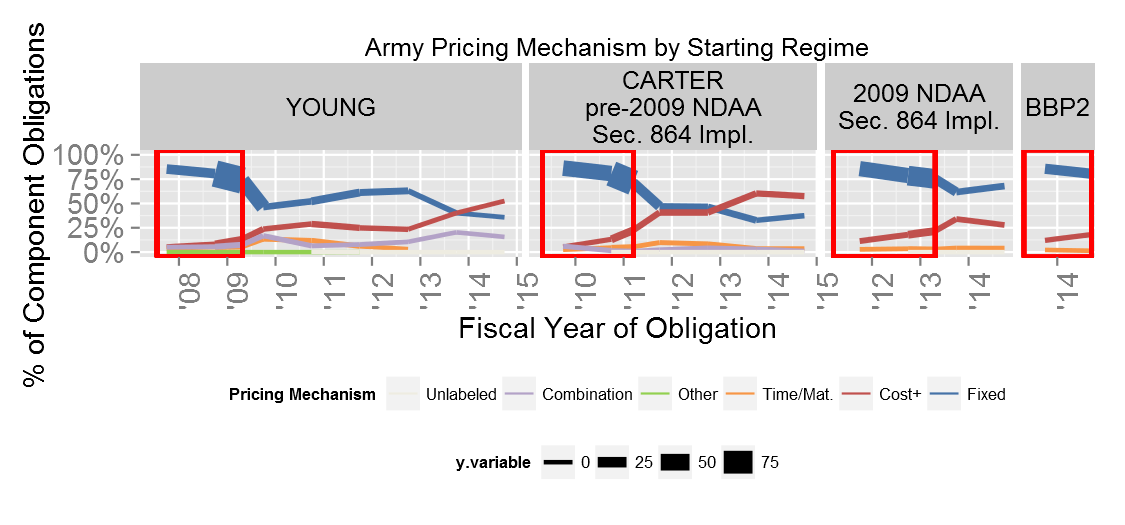 Army Pricing Mechanism by Starting Regime
YOUNG
CARTER
pre-2009 NDAA
Sec. 864 Impl.
2009 NDAA
Sec. 864 Impl.
BBP2
% of Component Obligations
100%
75%
50%
25%
0%
'08 '09 '10 '11 '12 '13 '14 '15
'10 '11 '12 '13 '14 '15
'12 '13 '14
'14
Fiscal Year of Obligation
Pricing Mechanism Unlabeled Combination Other Time/Mat. Cost+ Fixed
y.variable 0 25 50 75